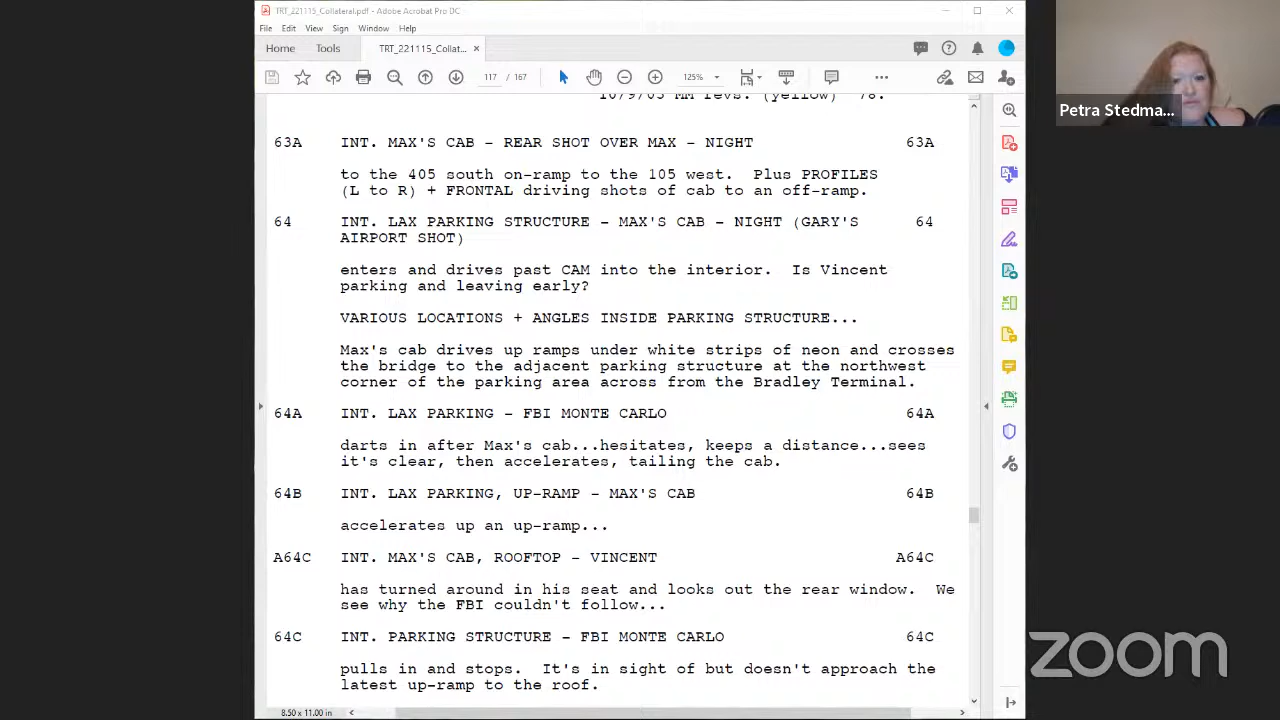 TRT_221115_Collateral.pdf - Adobe Acrobat Pro DC
File Edit View Sign Window Help
Home Tools TRT_221115_Collat... ×
117 / 167 125%
Petra Stedma...
10/9/03 MM revs. (yellow) 78.
63A INT. MAX'S CAB - REAR SHOT OVER MAX - NIGHT 63A
to the 405 south on-ramp to the 105 west. Plus PROFILES
(L to R) + FRONTAL driving shots of cab to an off-ramp.
64 INT. LAX PARKING STRUCTURE - MAX'S CAB - NIGHT (GARY'S 64
AIRPORT SHOT)
enters and drives past CAM into the interior. Is Vincent
parking and leaving early?
VARIOUS LOCATIONS + ANGLES INSIDE PARKING STRUCTURE...
Max's cab drives up ramps under white strips of neon and crosses
the bridge to the adjacent parking structure at the northwest
corner of the parking area across from the Bradley Terminal.
64A INT. LAX PARKING - FBI MONTE CARLO 64A
darts in after Max's cab...hesitates, keeps a distance...sees
it's clear, then accelerates, tailing the cab.
64B INT. LAX PARKING, UP-RAMP - MAX'S CAB 64B
accelerates up an up-ramp...
A64C INT. MAX'S CAB, ROOFTOP - VINCENT A64C
has turned around in his seat and looks out the rear window. We
see why the FBI couldn't follow...
64C INT. PARKING STRUCTURE - FBI MONTE CARLO 64C
pulls in and stops. It's in sight of but doesn't approach the
latest up-ramp to the roof.
8.50 x 11.00 in
zoom